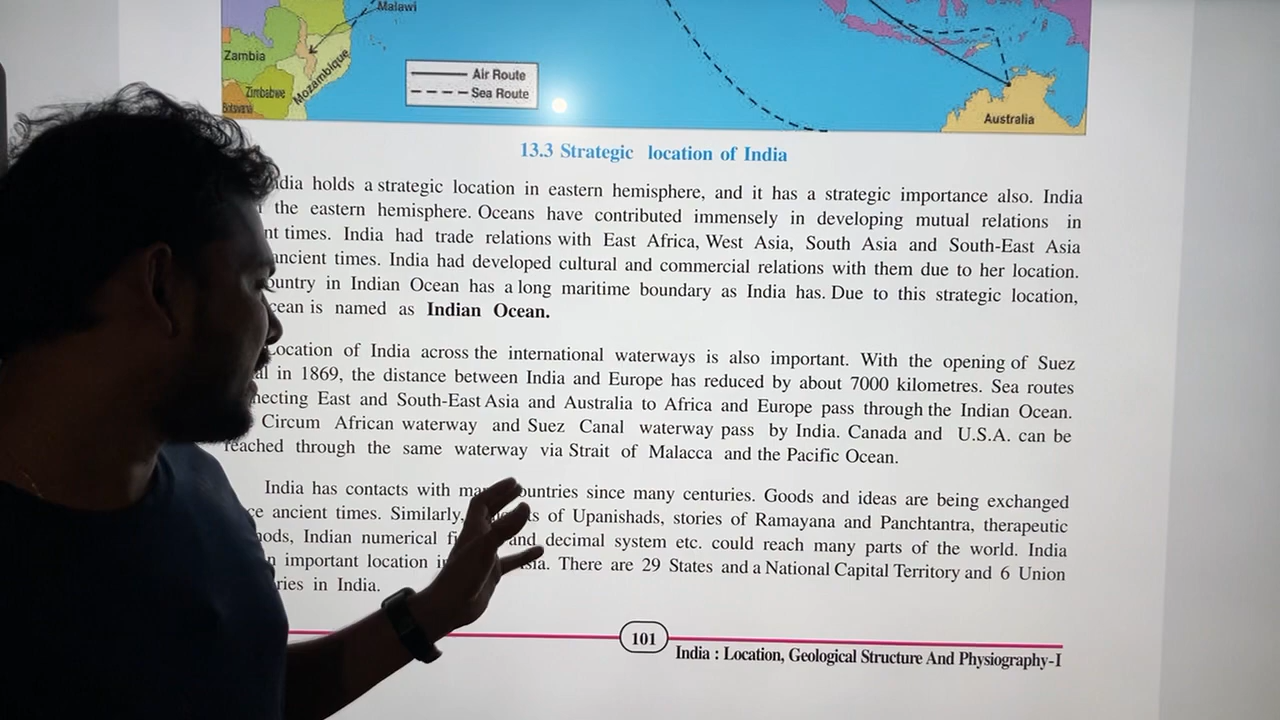 Malawi
Zambia
Mozambique
Zimbabwe
Botswana
Air Route
Sea Route
Australia
13.3 Strategic location of India
dia holds a strategic location in eastern hemisphere, and it has a strategic importance also. India
the eastern hemisphere. Oceans have contributed immensely in developing mutual relations in
nt times. India had trade relations with East Africa, West Asia, South Asia and South-East Asia
ancient times. India had developed cultural and commercial relations with them due to her location.
ountry in Indian Ocean has a long maritime boundary as India has. Due to this strategic location,
cean is named as Indian Ocean.
Location of India across the international waterways is also important. With the opening of Suez
al in 1869, the distance between India and Europe has reduced by about 7000 kilometres. Sea routes
necting East and South-East Asia and Australia to Africa and Europe pass through the Indian Ocean.
Circum African waterway and Suez Canal waterway pass by India. Canada and U.S.A. can be
reached through the same waterway via Strait of Malacca and the Pacific Ocean.
India has contacts with ma ountries since many centuries. Goods and ideas are being exchanged
ce ancient times. Similarly, ts of Upanishads, stories of Ramayana and Panchtantra, therapeutic
hods, Indian numerical fi and decimal system etc. could reach many parts of the world. India
n important location i sia. There are 29 States and a National Capital Territory and 6 Union
ries in India.
101
India : Location, Geological Structure And Physiography-I